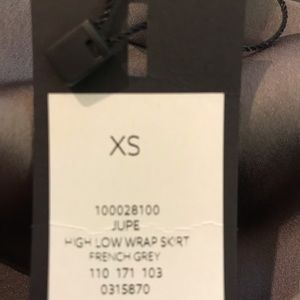 XS
100028100
JUPE
HIGH LOW WRAP SKIRT
FRENCH GREY
110 171 103
0315870